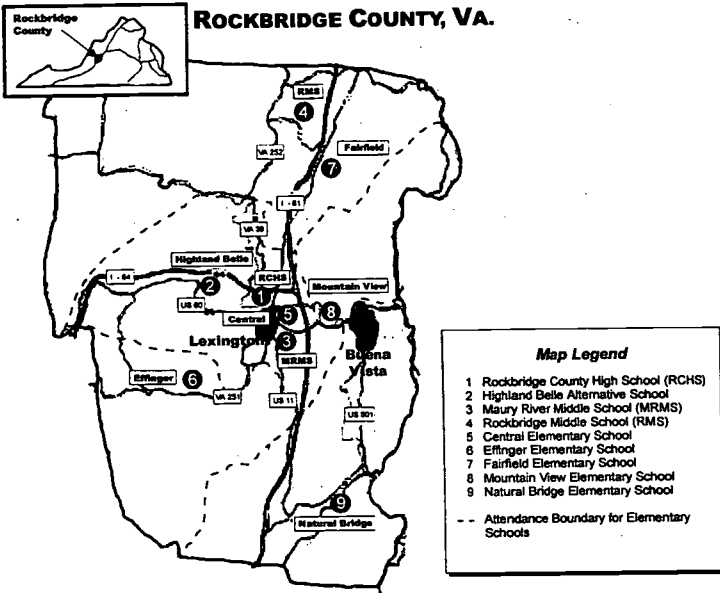 Rockbridge
County
ROCKBRIDGE COUNTY, VA.
RMS
4
VA 252
Fairfield
7
I - 81
VA 39
Highland Belle
I - 64
RCHS
Mountain View
2
1
US 60
Central
5
8
Lexington
3
Buena
Vista
MRMS
Effinger
6
VA 251
US 11
US 501
9
Natural Bridge
Map Legend
1 Rockbridge County High School (RCHS)
2 Highland Belle Alternative School
3 Maury River Middle School (MRMS)
4 Rockbridge Middle School (RMS)
5 Central Elementary School
6 Effinger Elementary School
7 Fairfield Elementary School
8 Mountain View Elementary School
9 Natural Bridge Elementary School
-- Attendance Boundary for Elementary
Schools